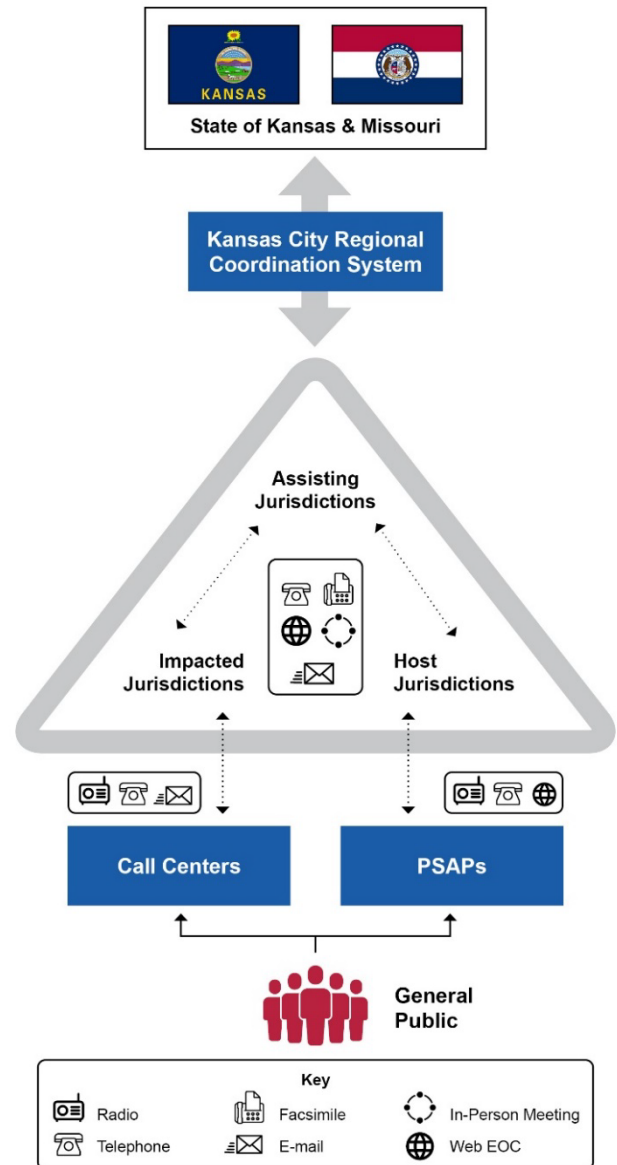 KANSAS
State of Kansas & Missouri
Kansas City Regional
Coordination System
Assisting
Jurisdictions
Impacted
Jurisdictions
Host
Jurisdictions
Call Centers
PSAPs
General
Public
Key
Radio
Facsimile
In-Person Meeting
Telephone
E-mail
Web EOC